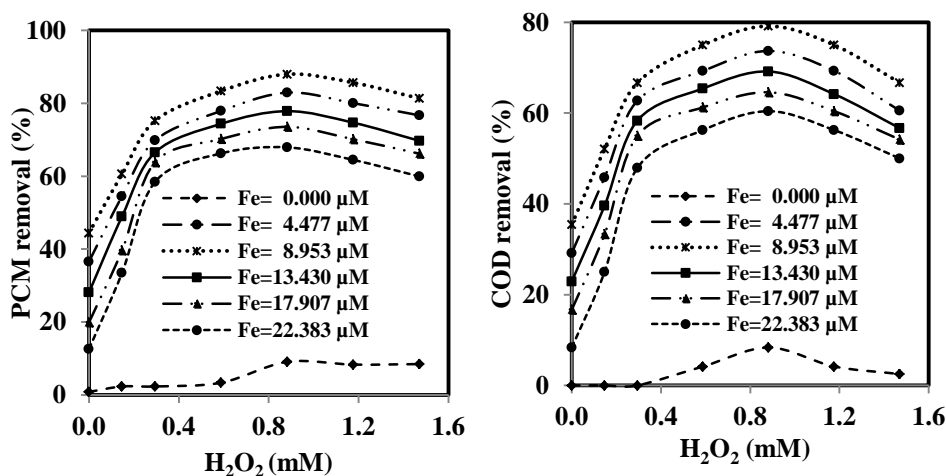 PCM removal (%)
100
80
60
40
20
0
Fe= 0.000 µM
Fe= 4.477 µM
Fe= 8.953 µM
Fe=13.430 µM
Fe=17.907 µM
Fe=22.383 µM
0.0 0.4 0.8 1.2 1.6
H₂O₂ (mM)
COD removal (%)
80
60
40
20
0
Fe= 0.000 µM
Fe= 4.477 µM
Fe= 8.953 µM
Fe=13.430 µM
Fe=17.907 µM
Fe=22.383 µM
0.0 0.4 0.8 1.2 1.6
H₂O₂ (mM)